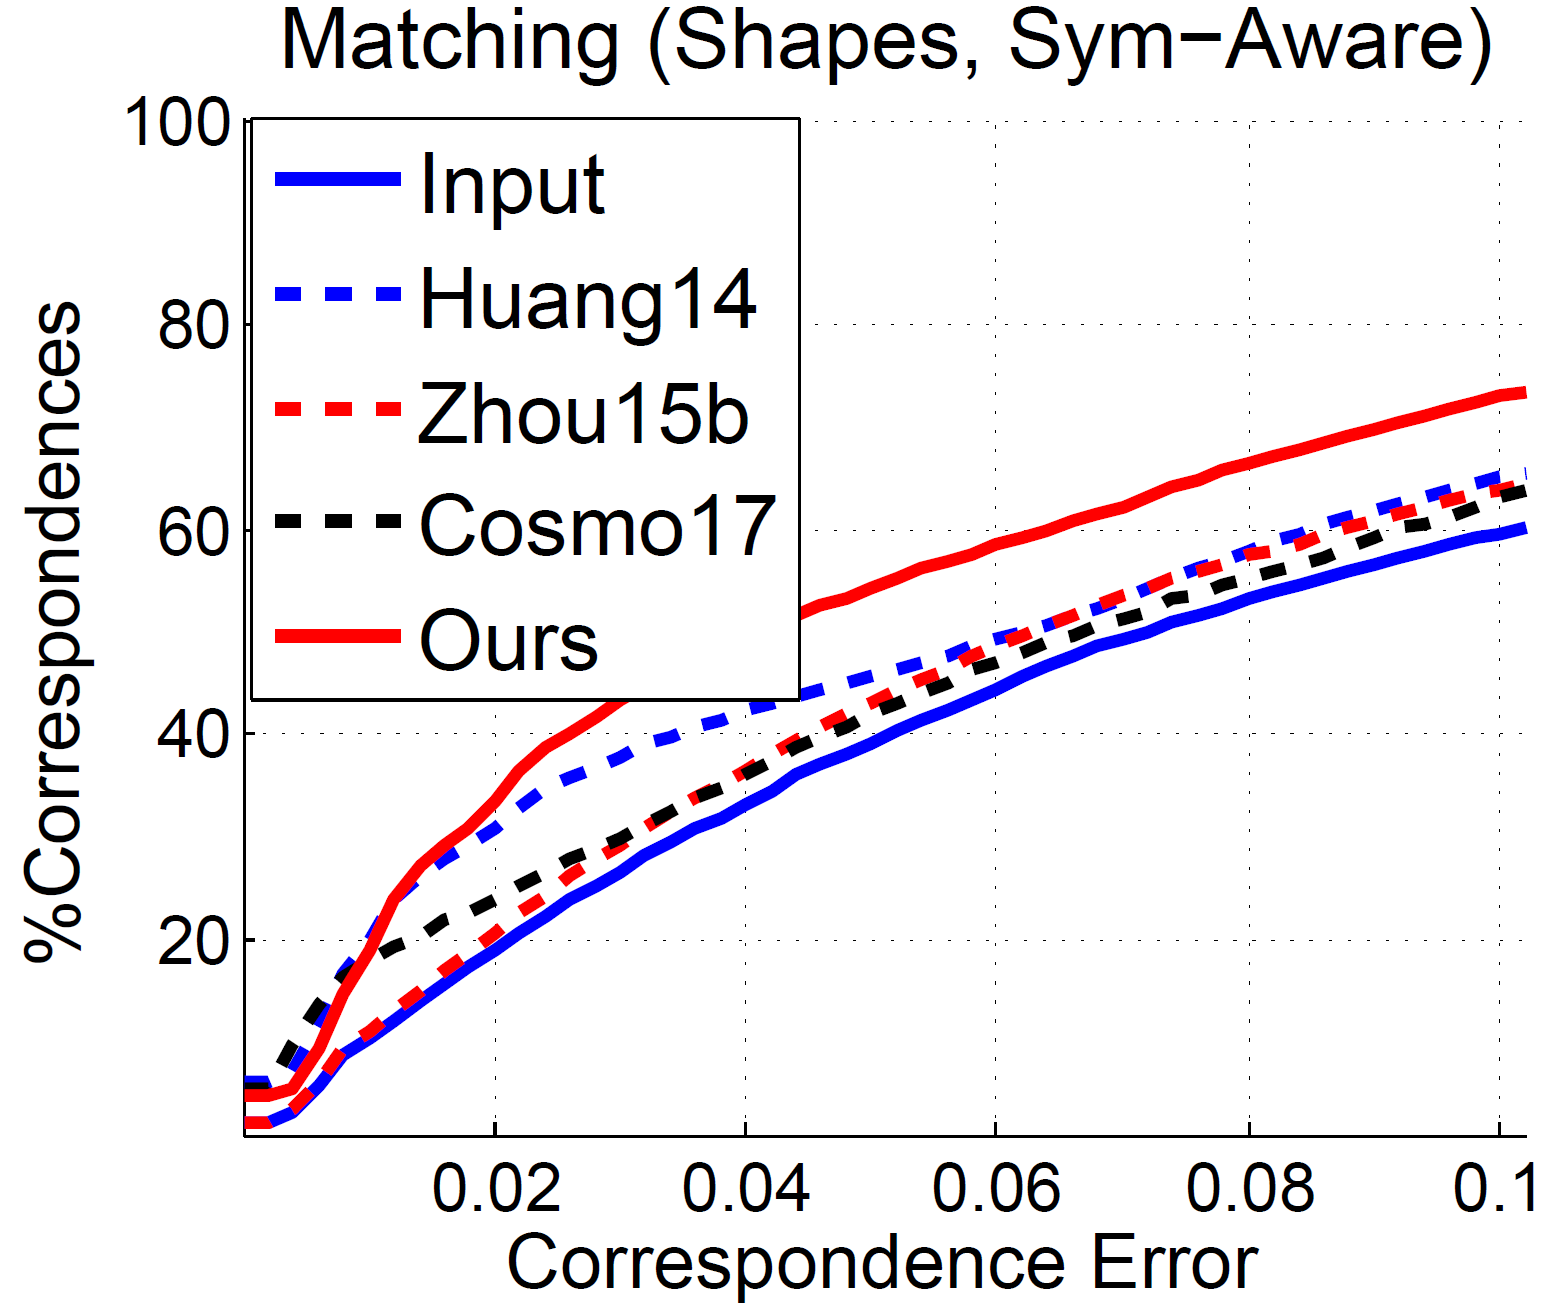 Matching (Shapes, Sym−Aware)
100
80
60
40
20
%Correspondences
Input
Huang14
Zhou15b
Cosmo17
Ours
0.02 0.04 0.06 0.08 0.1
Correspondence Error